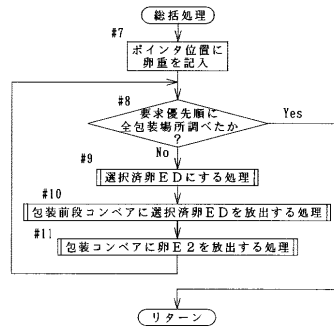 総括処理
#7
ポインタ位置に
卵重を記入
#8
要求優先順に
全包装場所調べたか
?
Yes
No
#9
選択済卵EDにする処理
#10
包装前段コンベアに選択済卵EDを放出する処理
#11
包装コンベアに卵E2を放出する処理
リターン